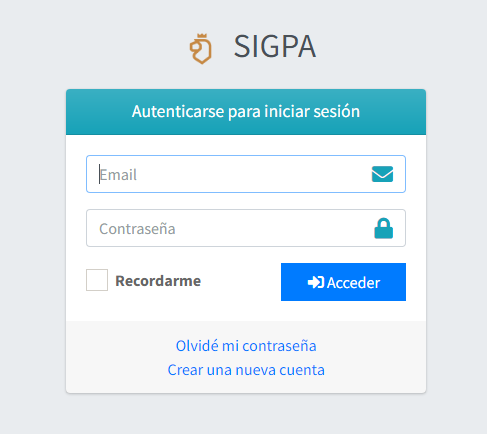 SIGPA
Autenticarse para iniciar sesión
Email
Contraseña
Recordarme
Acceder
Olvidé mi contraseña
Crear una nueva cuenta